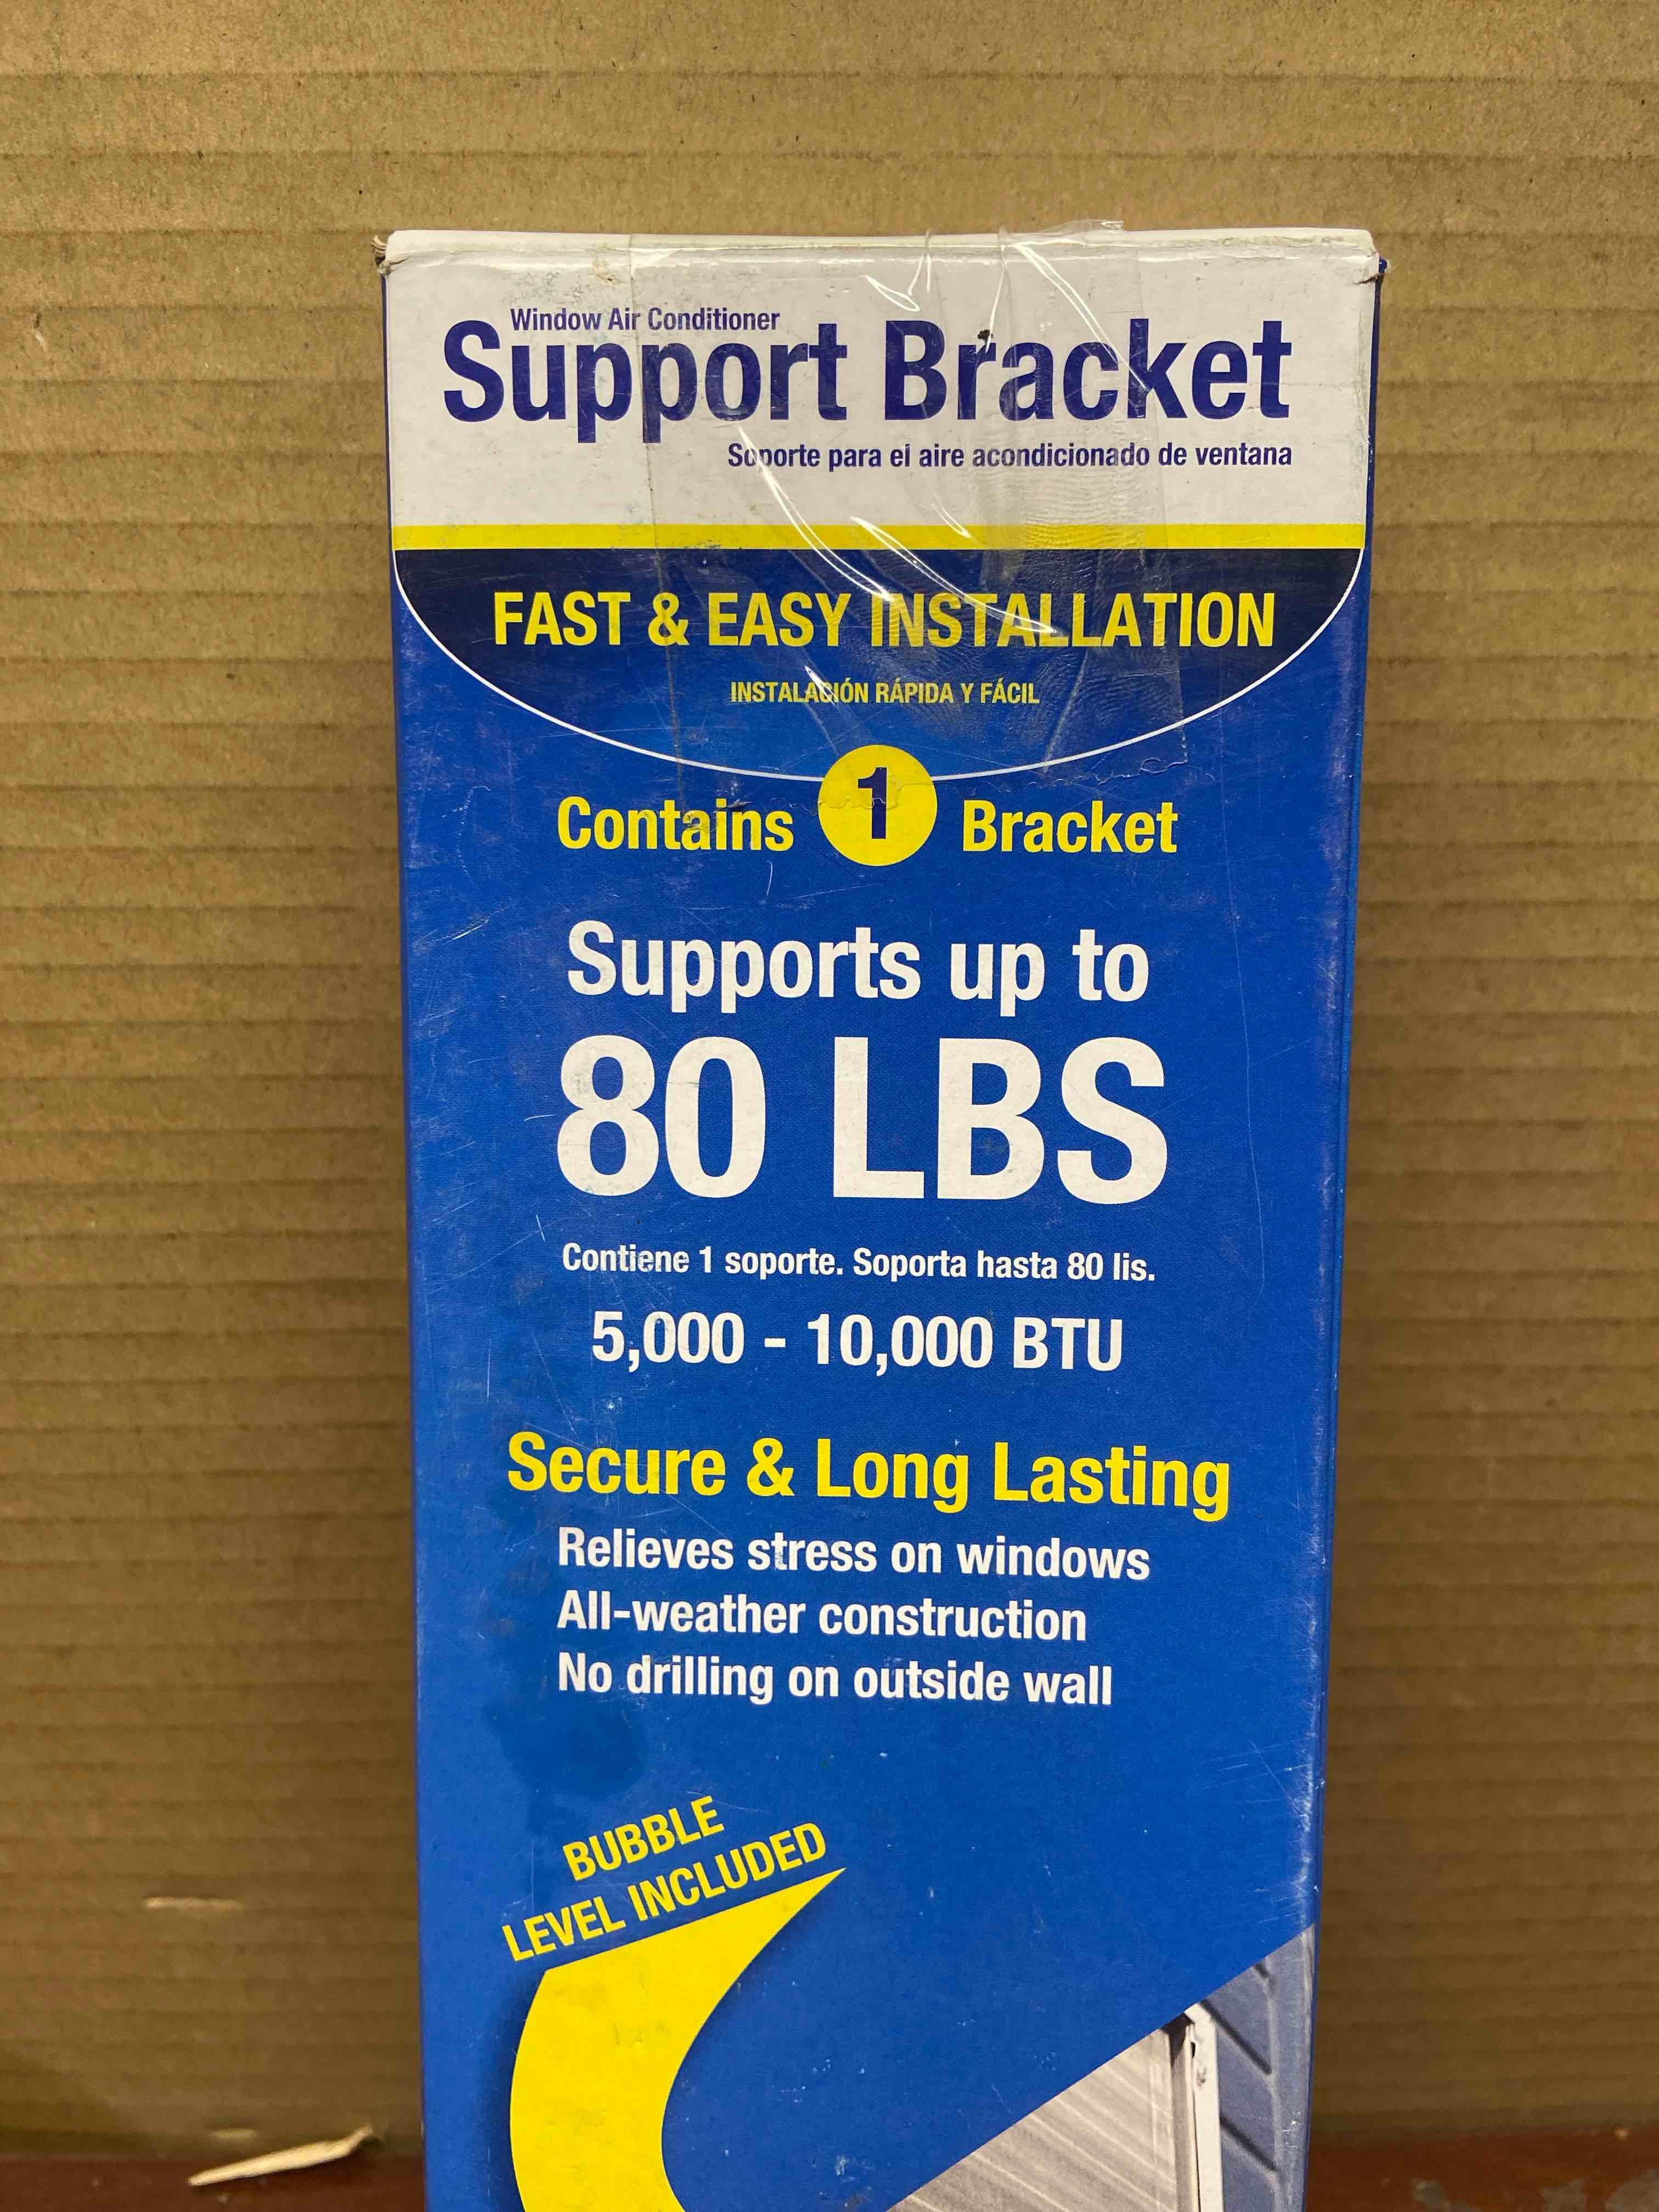 Window Air Conditioner
Support Bracket
Soporte para el aire acondicionado de ventana
FAST & EASY INSTALLATION
INSTALACIÓN RÁPIDA Y FÁCIL
Contains 1 Bracket
Supports up to
80 LBS
Contiene 1 soporte. Soporta hasta 80 lis.
5,000 - 10,000 BTU
Secure & Long Lasting
Relieves stress on windows
All-weather construction
No drilling on outside wall
BUBBLE
LEVEL INCLUDED